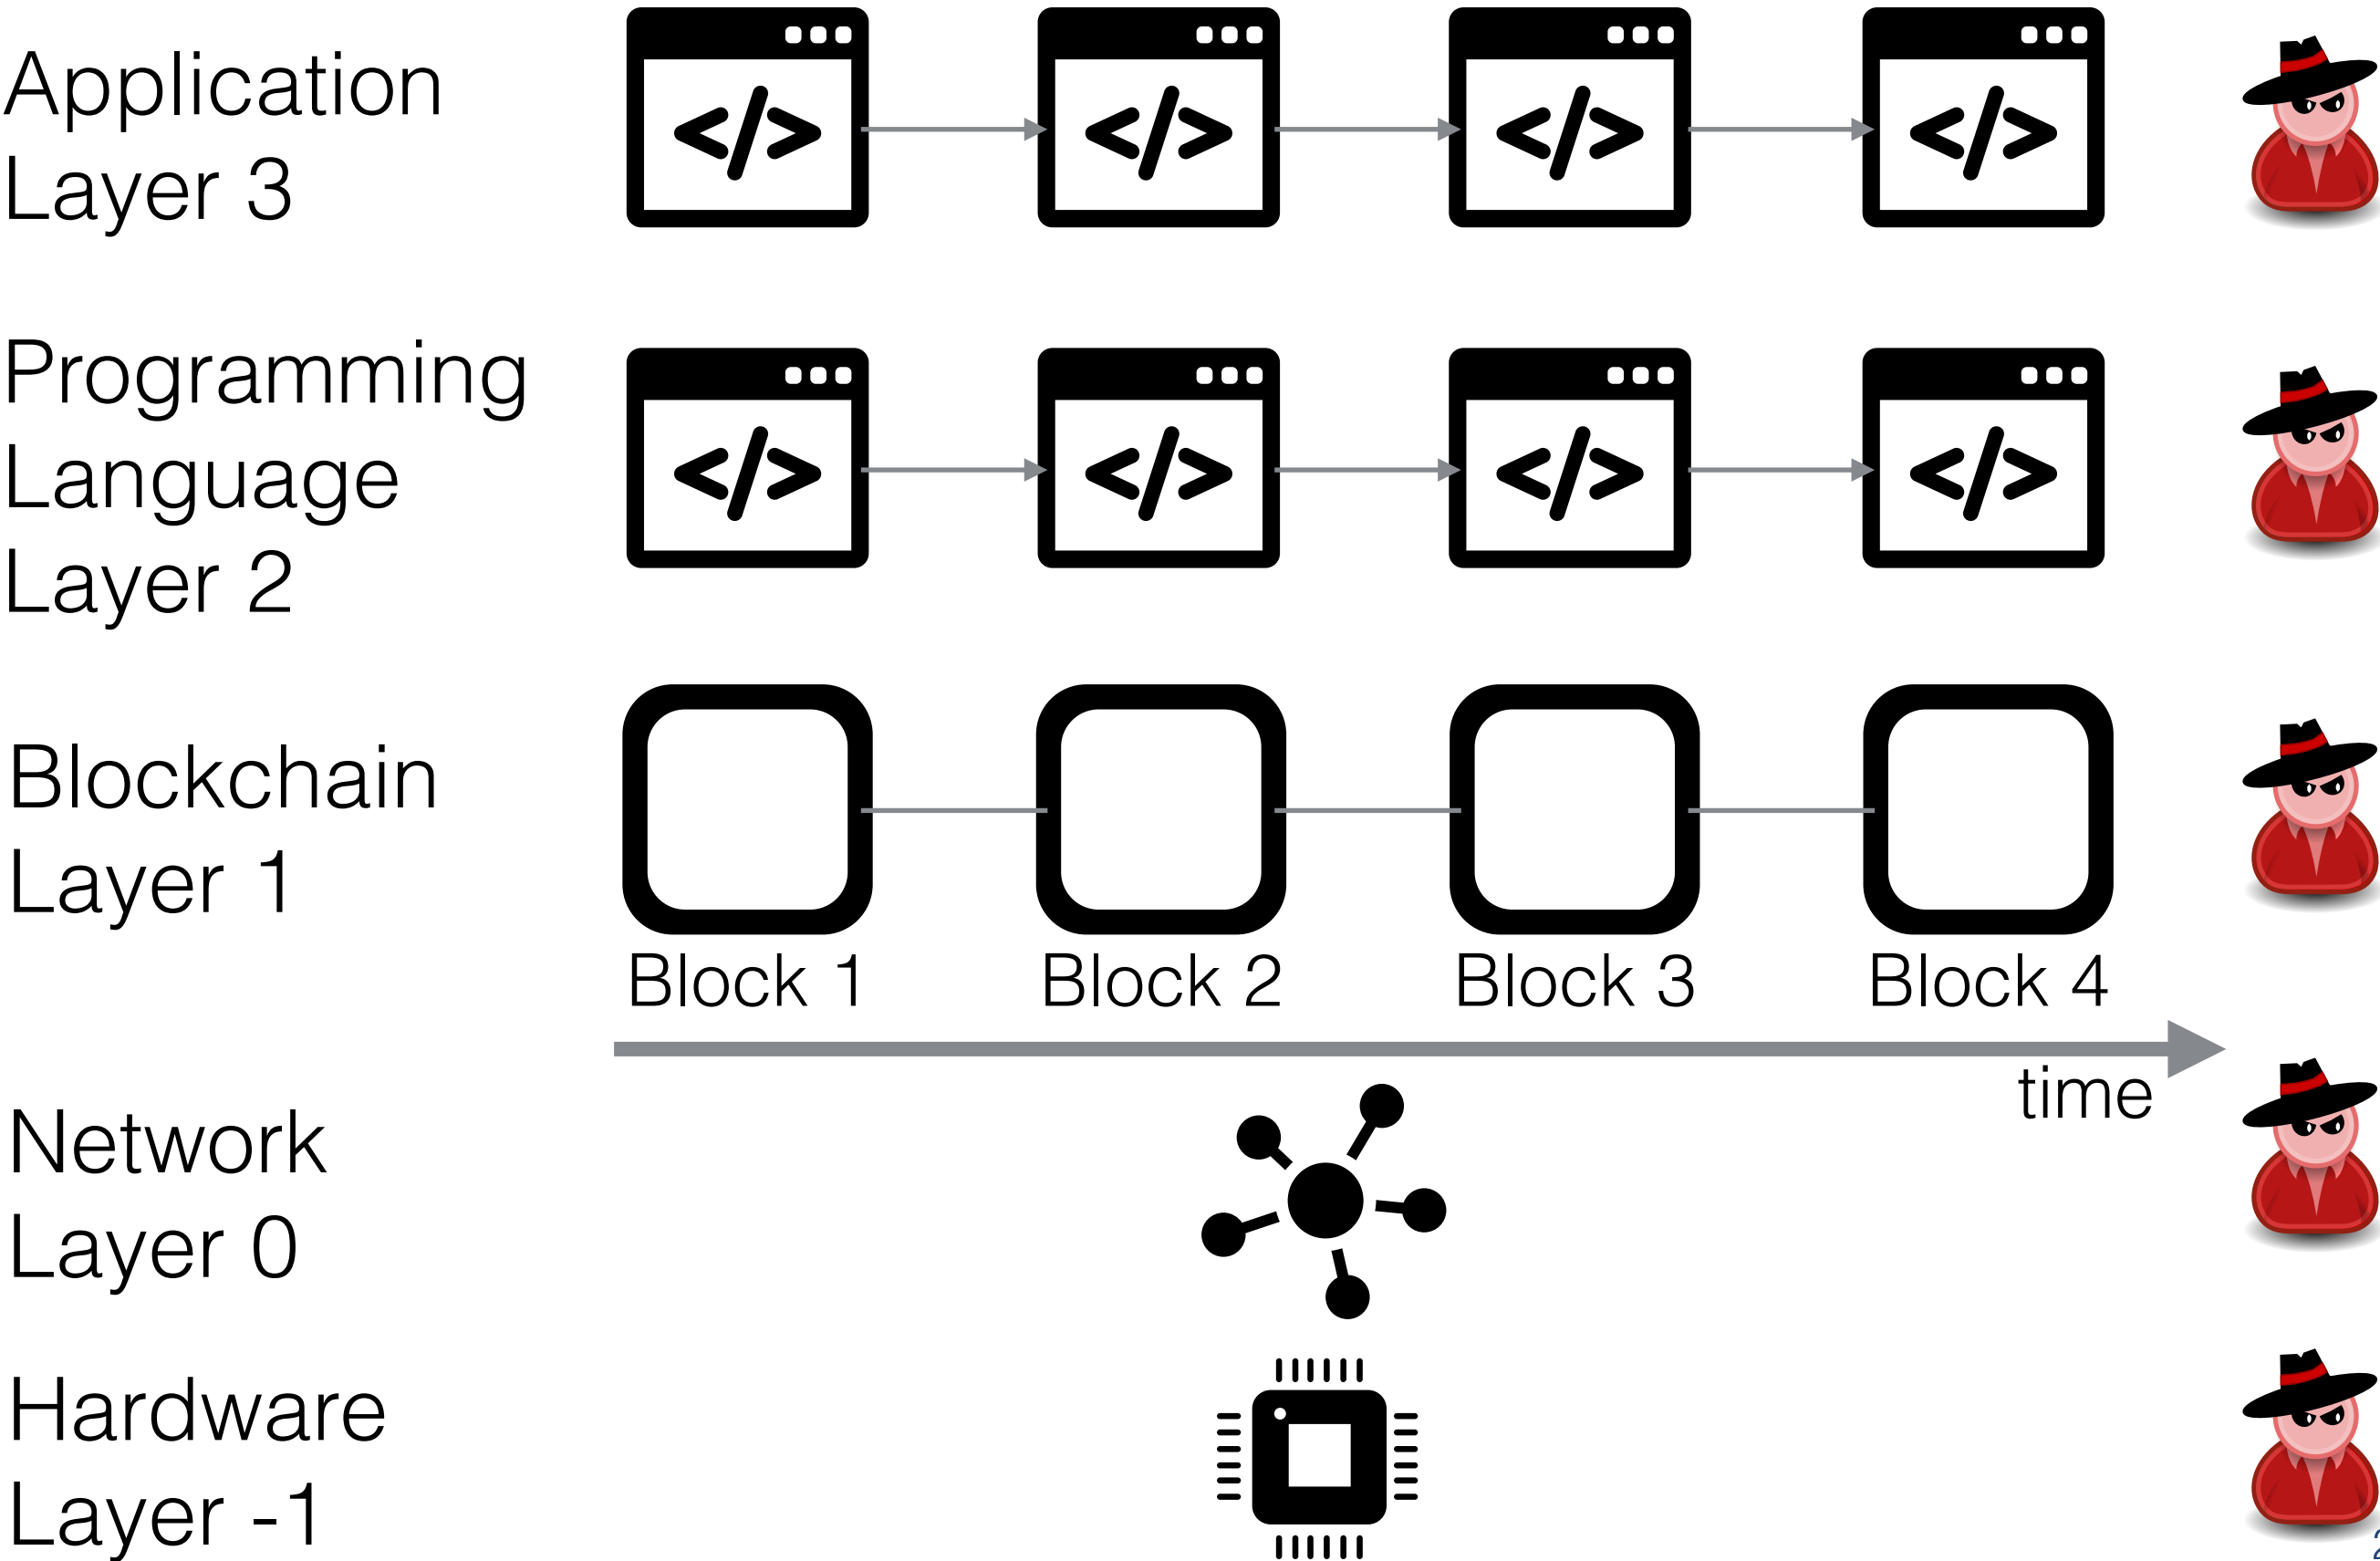 Application
Layer 3
</>
</>
</>
</>
Programming
Language
Layer 2
</>
</>
</>
</>
Blockchain
Layer 1
Block 1
Block 2
Block 3
Block 4
time
Network
Layer 0
Hardware
Layer -1